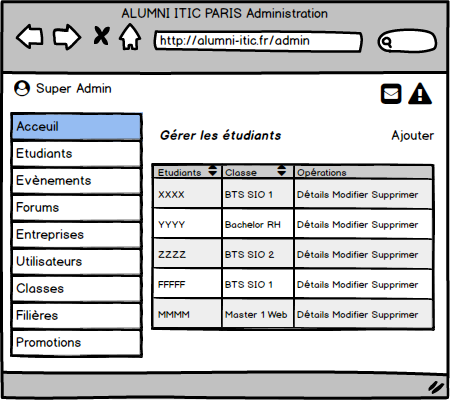 ALUMNI ITIC PARIS Administration
http://alumni-itic.fr/admin
Super Admin
Acceuil
Etudiants
Evènements
Forums
Entreprises
Utilisateurs
Classes
Filières
Promotions
Gérer les étudiants
Ajouter
Etudiants Classe Opérations
XXXX BTS SIO 1 Détails Modifier Supprimer
YYYY Bachelor RH Détails Modifier Supprimer
ZZZZ BTS SIO 2 Détails Modifier Supprimer
FFFFF BTS SIO 1 Détails Modifier Supprimer
MMMM Master 1 Web Détails Modifier Supprimer